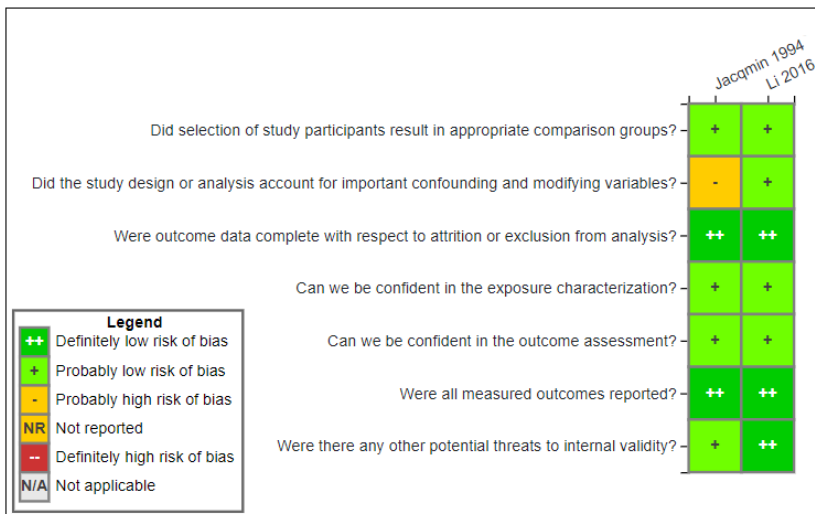 Jacqmin 1994
Li 2016
Did selection of study participants result in appropriate comparison groups?
+ +
Did the study design or analysis account for important confounding and modifying variables?
- +
Were outcome data complete with respect to attrition or exclusion from analysis?
++ ++
Can we be confident in the exposure characterization?
+ +
Can we be confident in the outcome assessment?
+ +
Were all measured outcomes reported?
++ ++
Were there any other potential threats to internal validity?
+ ++
Legend
++ Definitely low risk of bias
+ Probably low risk of bias
- Probably high risk of bias
NR Not reported
-- Definitely high risk of bias
N/A Not applicable